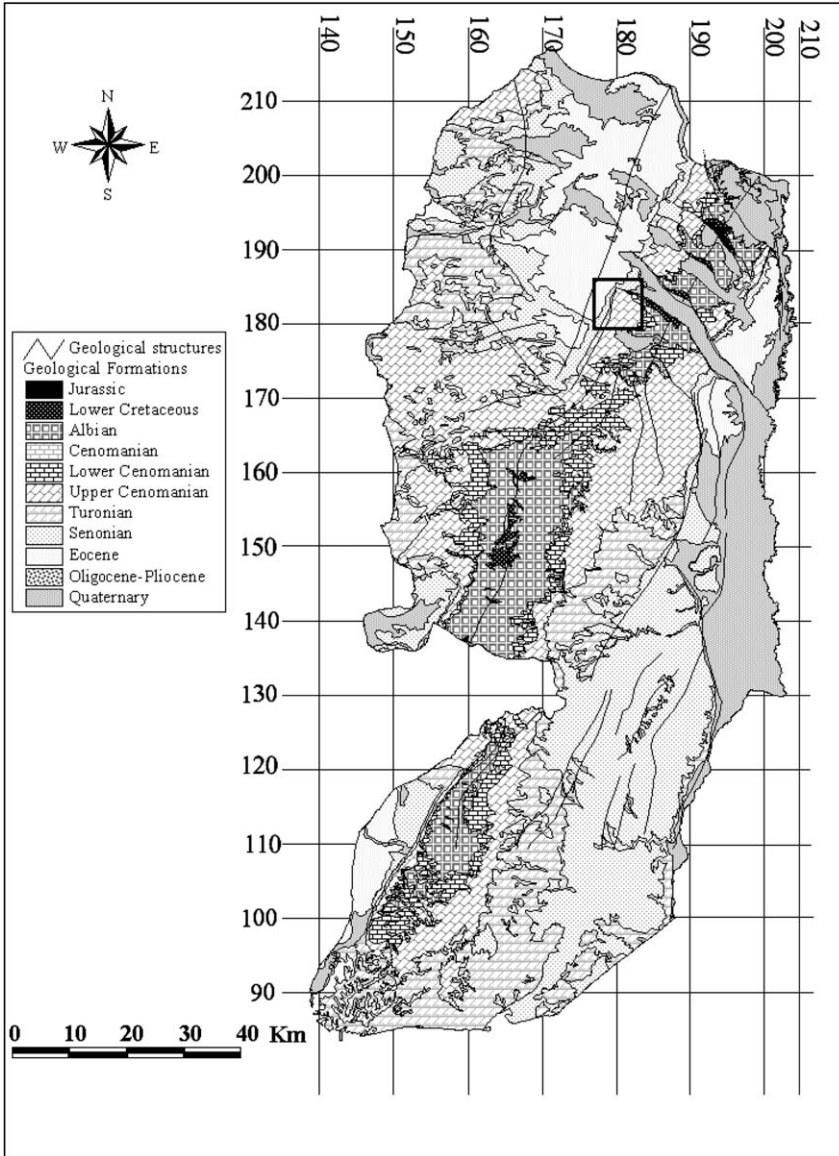 140 150 160 170 180 190 200 210
N
W E
S
210
200
190
180
170
160
150
140
130
120
110
100
90
Geological structures
Geological Formations
Jurassic
Lower Cretaceous
Albian
Cenomanian
Lower Cenomanian
Upper Cenomanian
Turonian
Senonian
Eocene
Oligocene-Pliocene
Quaternary
0 10 20 30 40 Km